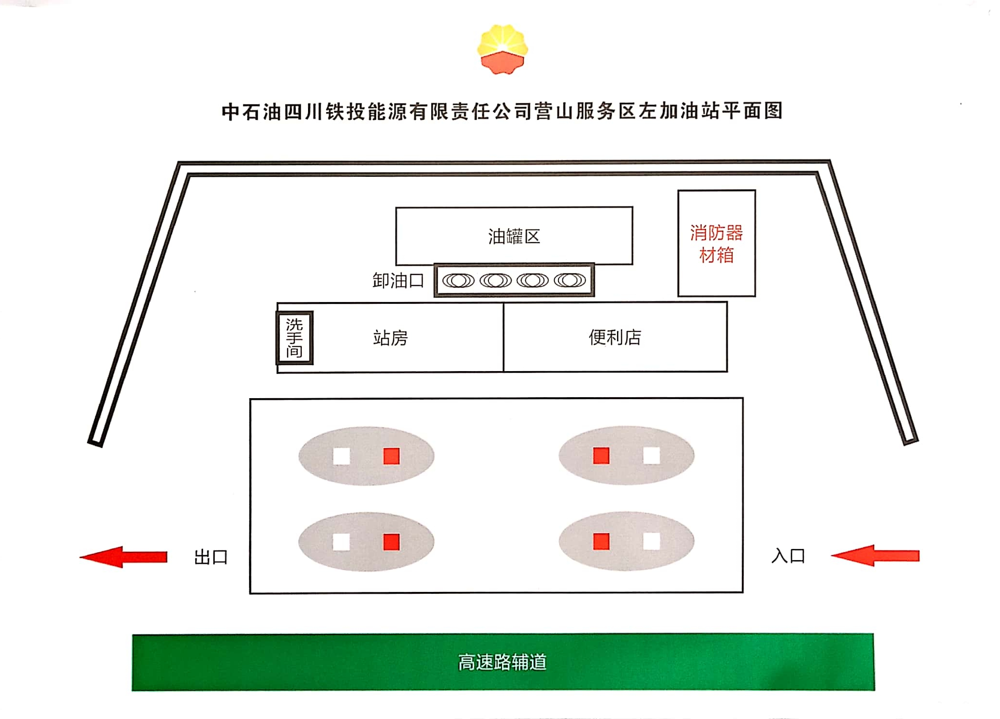 中石油四川铁投能源有限责任公司营山服务区左加油站平面图
油罐区
消防器
材箱
卸油口
洗手间
站房
便利店
出口
入口
高速路辅道